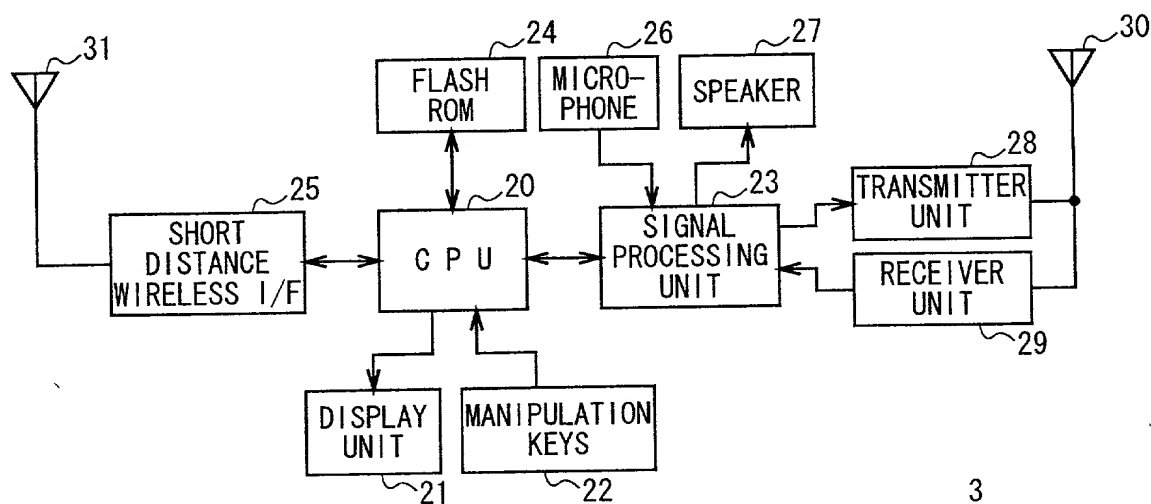 31
24
FLASH
ROM
26
MICRO-
PHONE
27
SPEAKER
30
25
SHORT
DISTANCE
WIRELESS I/F
20
CPU
23
SIGNAL
PROCESSING
UNIT
28
TRANSMITTER
UNIT
RECEIVER
UNIT
29
DISPLAY
UNIT
21
MANIPULATION
KEYS
22
3